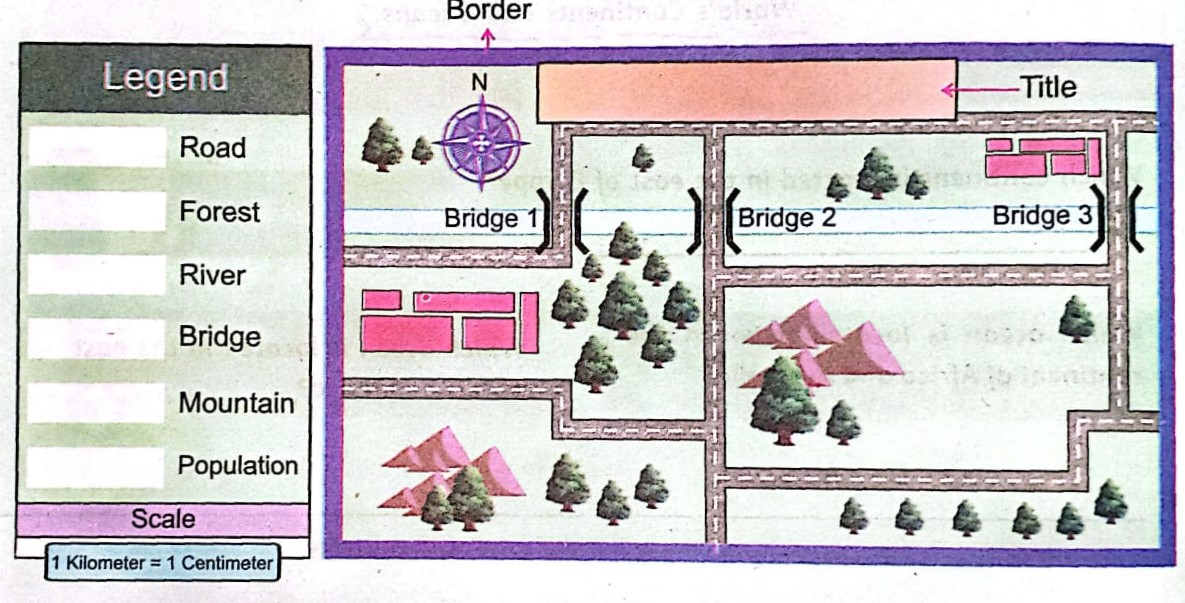 Border
Legend
Road
Forest
River
Bridge
Mountain
Population
Scale
1 Kilometer = 1 Centimeter
N
Title
Bridge 1
Bridge 2
Bridge 3